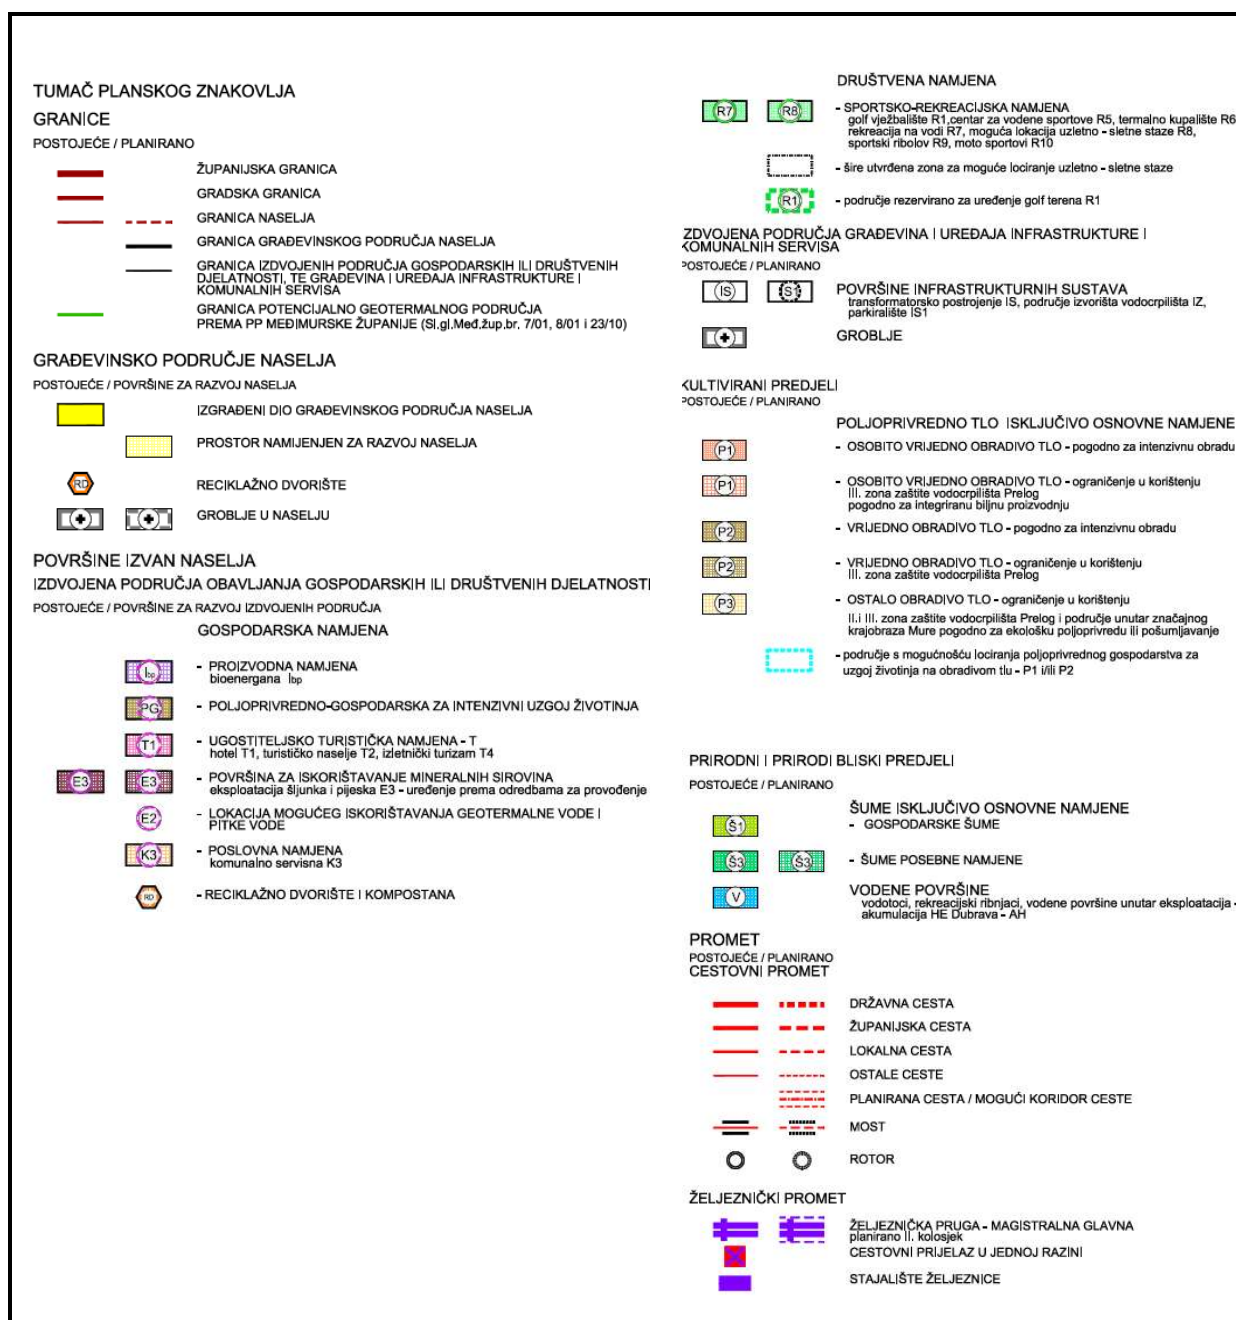 TUMAČ PLANSKOG ZNAKOVLJA
GRANICE
POSTOJEĆE / PLANIRANO
ŽUPANIJSKA GRANICA
GRADSKA GRANICA
GRANICA NASELJA
GRANICA GRAĐEVINSKOG PODRUČJA NASELJA
GRANICA IZDVOJENIH PODRUČJA GOSPODARSKIH ILI DRUŠTVENIH
DJELATNOSTI, TE GRAĐEVINA I UREĐAJA INFRASTRUKTURE I
KOMUNALNIH SERVISA
GRANICA POTENCIJALNO GEOTERMALNOG PODRUČJA
PREMA PP MEĐIMURSKE ŽUPANIJE (Sl.gl.Međ.žup.br. 7/01, 8/01 i 23/10)
GRAĐEVINSKO PODRUČJE NASELJA
POSTOJEĆE / POVRŠINE ZA RAZVOJ NASELJA
IZGRAĐENI DIO GRAĐEVINSKOG PODRUČJA NASELJA
PROSTOR NAMIJENJEN ZA RAZVOJ NASELJA
RD RECIKLAŽNO DVORIŠTE
GROBLJE U NASELJU
POVRŠINE IZVAN NASELJA
IZDVOJENA PODRUČJA OBAVLJANJA GOSPODARSKIH ILI DRUŠTVENIH DJELATNOSTI
POSTOJEĆE / POVRŠINE ZA RAZVOJ IZDVOJENIH PODRUČJA
GOSPODARSKA NAMJENA
Ibp - PROIZVODNA NAMJENA
bioenergana Ibp
PG - POLJOPRIVREDNO-GOSPODARSKA ZA INTENZIVNI UZGOJ ŽIVOTINJA
T1 - UGOSTITELJSKO TURISTIČKA NAMJENA - T
hotel T1, turističko naselje T2, izletnički turizam T4
E3 E3 - POVRŠINA ZA ISKORIŠTAVANJE MINERALNIH SIROVINA
eksploatacija šljunka i pijeska E3 - uređenje prema odredbama za provođenje
E2 - LOKACIJA MOGUĆEG ISKORIŠTAVANJA GEOTERMALNE VODE I
PITKE VODE
K3 - POSLOVNA NAMJENA
komunalno servisna K3
RD - RECIKLAŽNO DVORIŠTE I KOMPOSTANA
DRUŠTVENA NAMJENA
R7 R8 - SPORTSKO-REKREACIJSKA NAMJENA
golf vježbalište R1,centar za vodene sportove R5, termalno kupalište R6
rekreacija na vodi R7, moguća lokacija uzletno - sletne staze R8,
sportski ribolov R9, moto sportovi R10
- šire utvrđena zona za moguće lociranje uzletno - sletne staze
R1 - područje rezervirano za uređenje golf terena R1
ZDVOJENA PODRUČJA GRAĐEVINA I UREĐAJA INFRASTRUKTURE I
KOMUNALNIH SERVISA
POSTOJEĆE / PLANIRANO
IS S1 POVRŠINE INFRASTRUKTURNIH SUSTAVA
transformatorsko postrojenje IS, područje izvorišta vodocrpilišta IZ,
parkiralište IS1
GROBLJE
KULTIVIRANI PREDJELI
POSTOJEĆE / PLANIRANO
POLJOPRIVREDNO TLO ISKLJUČIVO OSNOVNE NAMJENE
P1 - OSOBITO VRIJEDNO OBRADIVO TLO - pogodno za intenzivnu obradu
P1 - OSOBITO VRIJEDNO OBRADIVO TLO - ograničenje u korištenju
III. zona zaštite vodocrpilišta Prelog
pogodno za integriranu biljnu proizvodnju
P2 - VRIJEDNO OBRADIVO TLO - pogodno za intenzivnu obradu
P2 - VRIJEDNO OBRADIVO TLO - ograničenje u korištenju
III. zona zaštite vodocrpilišta Prelog
P3 - OSTALO OBRADIVO TLO - ograničenje u korištenju
II.i III. zona zaštite vodocrpilišta Prelog i područje unutar značajnog
krajobraza Mure pogodno za ekološku poljoprivredu ili pošumljavanje
- područje s mogućnošću lociranja poljoprivrednog gospodarstva za
uzgoj životinja na obradivom tlu - P1 i/ili P2
PRIRODNI I PRIRODI BLISKI PREDJELI
POSTOJEĆE / PLANIRANO
ŠUME ISKLJUČIVO OSNOVNE NAMJENE
Š1 - GOSPODARSKE ŠUME
Š3 Š3 - ŠUME POSEBNE NAMJENE
V VODENE POVRŠINE
vodotoci, rekreacijski ribnjaci, vodene površine unutar eksploatacija -
akumulacija HE Dubrava - AH
PROMET
POSTOJEĆE / PLANIRANO
CESTOVNI PROMET
DRŽAVNA CESTA
ŽUPANIJSKA CESTA
LOKALNA CESTA
OSTALE CESTE
PLANIRANA CESTA / MOGUĆI KORIDOR CESTE
MOST
ROTOR
ŽELJEZNIČKI PROMET
ŽELJEZNIČKA PRUGA - MAGISTRALNA GLAVNA
planirano II. kolosjek
CESTOVNI PRIJELAZ U JEDNOJ RAZINI
STAJALIŠTE ŽELJEZNICE